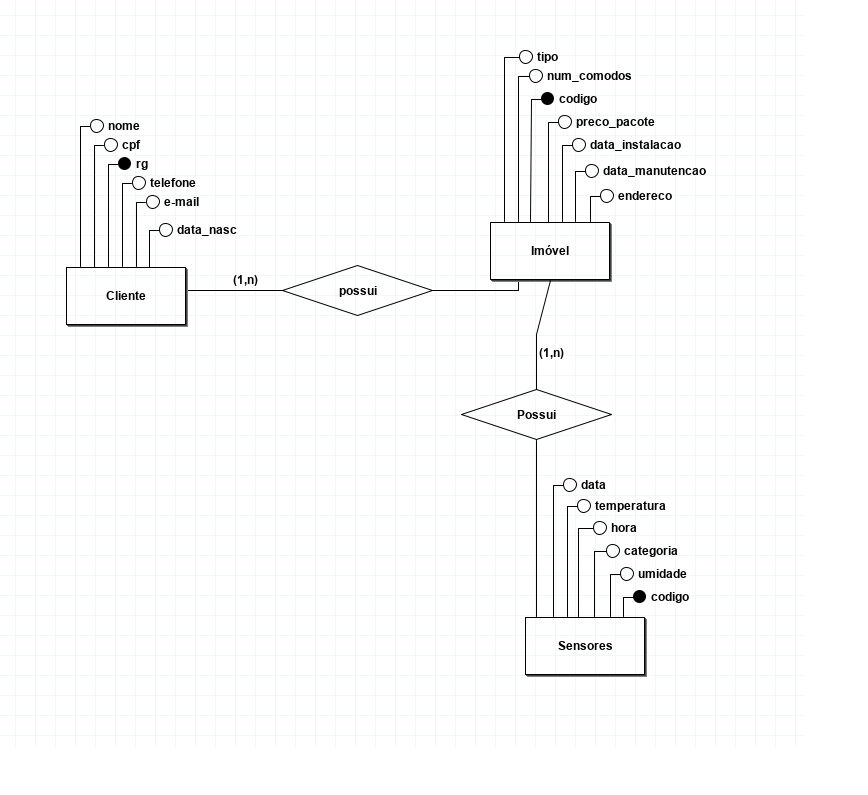 tipo
num_comodos
codigo
preco_pacote
data_instalacao
data_manutencao
endereco
Imóvel
nome
cpf
rg
telefone
e-mail
data_nasc
Cliente
(1,n)
possui
(1,n)
Possui
data
temperatura
hora
categoria
umidade
codigo
Sensores